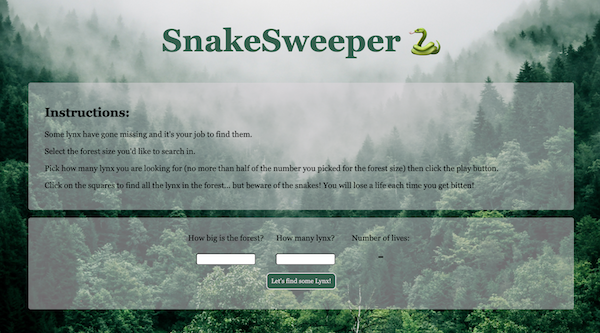 SnakeSweeper 🐍
Instructions:
Some lynx have gone missing and it's your job to find them.
Select the forest size you'd like to search in.
Pick how many lynx you are looking for (no more than half of the number you picked for the forest size) then click the play button.
Click on the squares to find all the lynx in the forest... but beware of the snakes! You will lose a life each time you get bitten!
How big is the forest? How many lynx? Number of lives:
-
Let's find some Lynx!